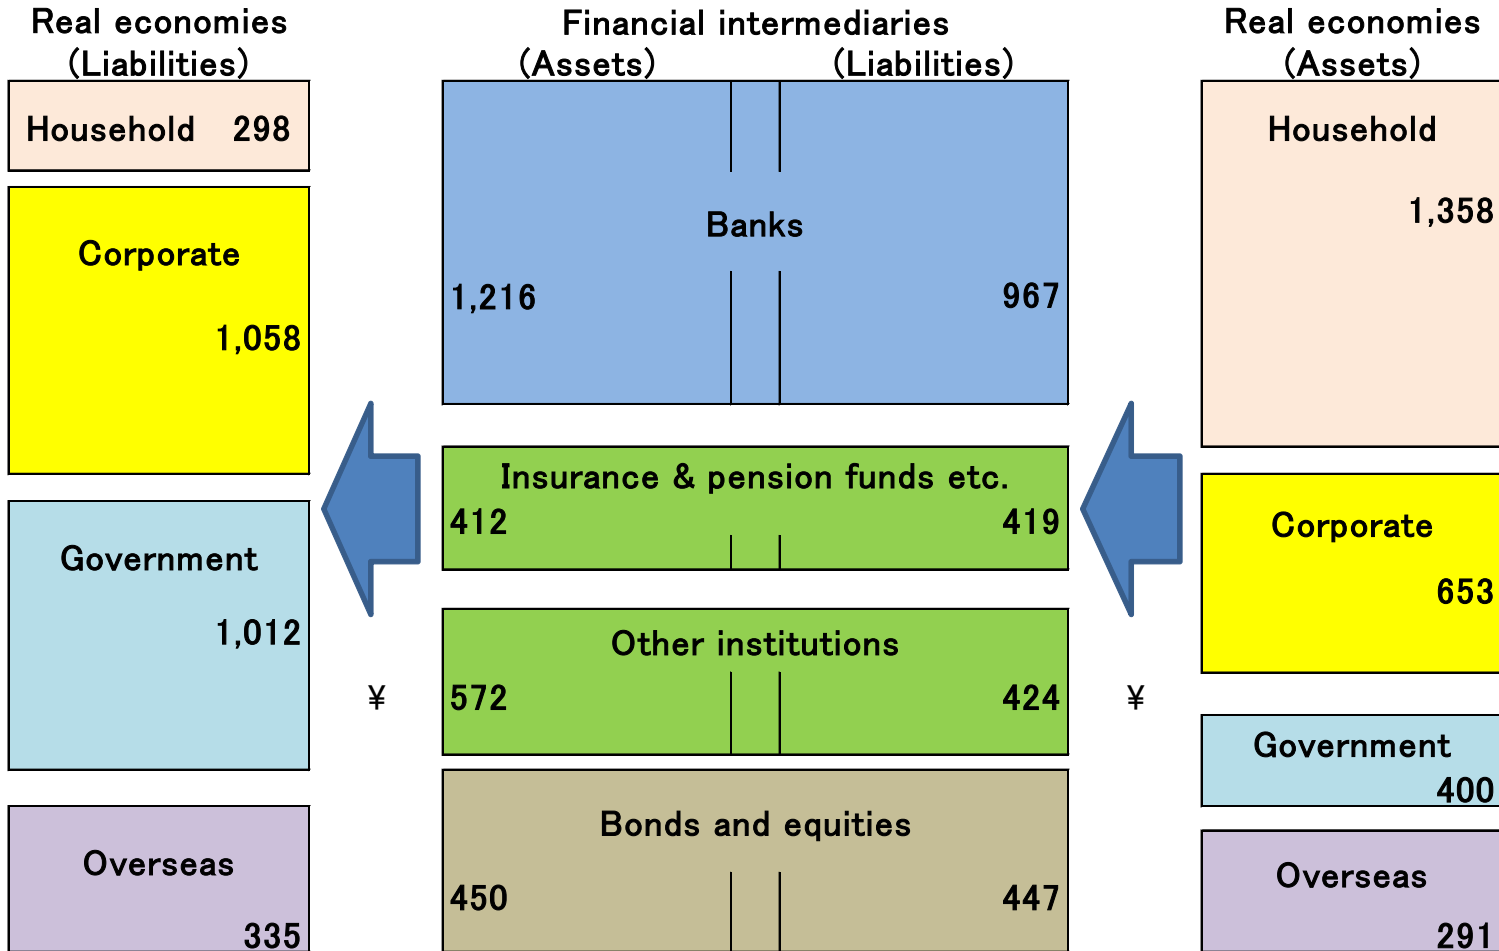 Real economies
(Liabilities)
Household 298
Corporate
1,058
Government
1,012
Overseas
335
¥
Financial intermediaries
(Assets) (Liabilities)
Banks
1,216 967
Insurance & pension funds etc.
412 419
Other institutions
572 424
Bonds and equities
450 447
¥
Real economies
(Assets)
Household
1,358
Corporate
653
Government
400
Overseas
291